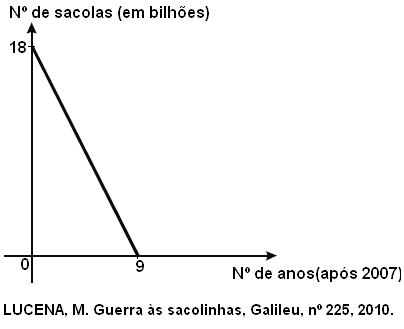 Nº de sacolas (em bilhões)
18
0
9
Nº de anos(após 2007)
LUCENA, M. Guerra às sacolinhas, Galileu, nº 225, 2010.